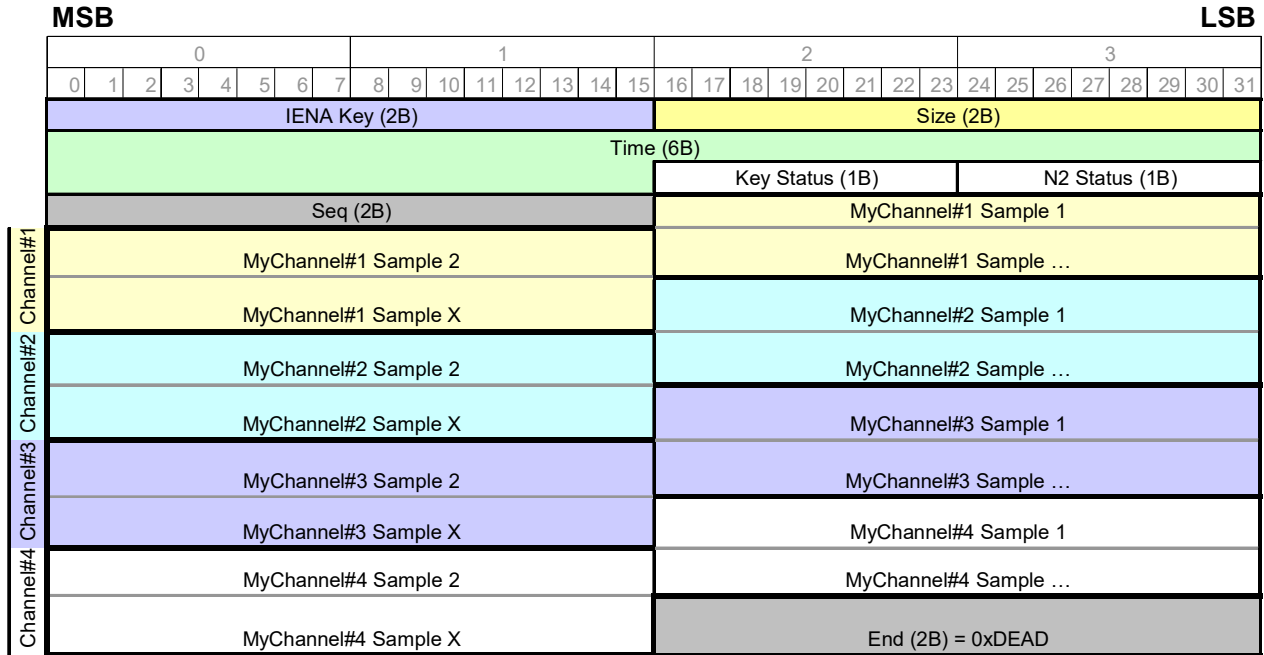 MSB LSB
0 1 2 3
0 1 2 3 4 5 6 7 8 9 10 11 12 13 14 15 16 17 18 19 20 21 22 23 24 25 26 27 28 29 30 31
IENA Key (2B) Size (2B)
Time (6B)
Key Status (1B) N2 Status (1B)
Seq (2B) MyChannel#1 Sample 1
Channel#1
MyChannel#1 Sample 2 MyChannel#1 Sample …
MyChannel#1 Sample X MyChannel#2 Sample 1
Channel#2
MyChannel#2 Sample 2 MyChannel#2 Sample …
MyChannel#2 Sample X MyChannel#3 Sample 1
Channel#3
MyChannel#3 Sample 2 MyChannel#3 Sample …
MyChannel#3 Sample X MyChannel#4 Sample 1
Channel#4
MyChannel#4 Sample 2 MyChannel#4 Sample …
MyChannel#4 Sample X End (2B) = 0xDEAD